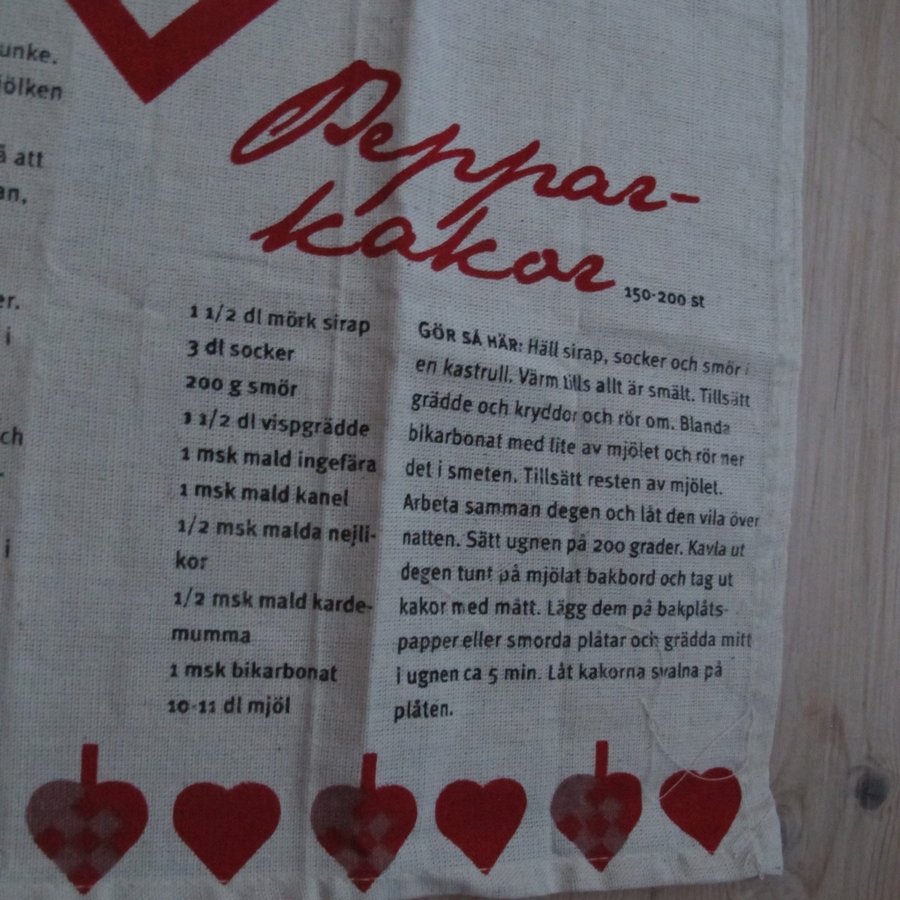 unke.
jölken
å att
an,
er.
i
ch
i
Peppar-
kakor
150-200 st
1 1/2 dl mörk sirap
3 dl socker
200 g smör
1 1/2 dl vispgrädde
1 msk mald ingefära
1 msk mald kanel
1/2 msk malda nejli-
kor
1/2 msk mald karde-
mumma
1 msk bikarbonat
10-11 dl mjöl
GÖR SÅ HÄR: Häll sirap, socker och smör i
en kastrull. Värm tills allt är smält. Tillsätt
grädde och kryddor och rör om. Blanda
bikarbonat med lite av mjölet och rör ner
det i smeten. Tillsätt resten av mjölet.
Arbeta samman degen och låt den vila över
natten. Sätt ugnen på 200 grader. Kavla ut
degen tunt på mjölat bakbord och tag ut
kakor med mått. Lägg dem på bakplåts-
papper eller smorda plåtar och grädda mitt
i ugnen ca 5 min. Låt kakorna svalna på
plåten.